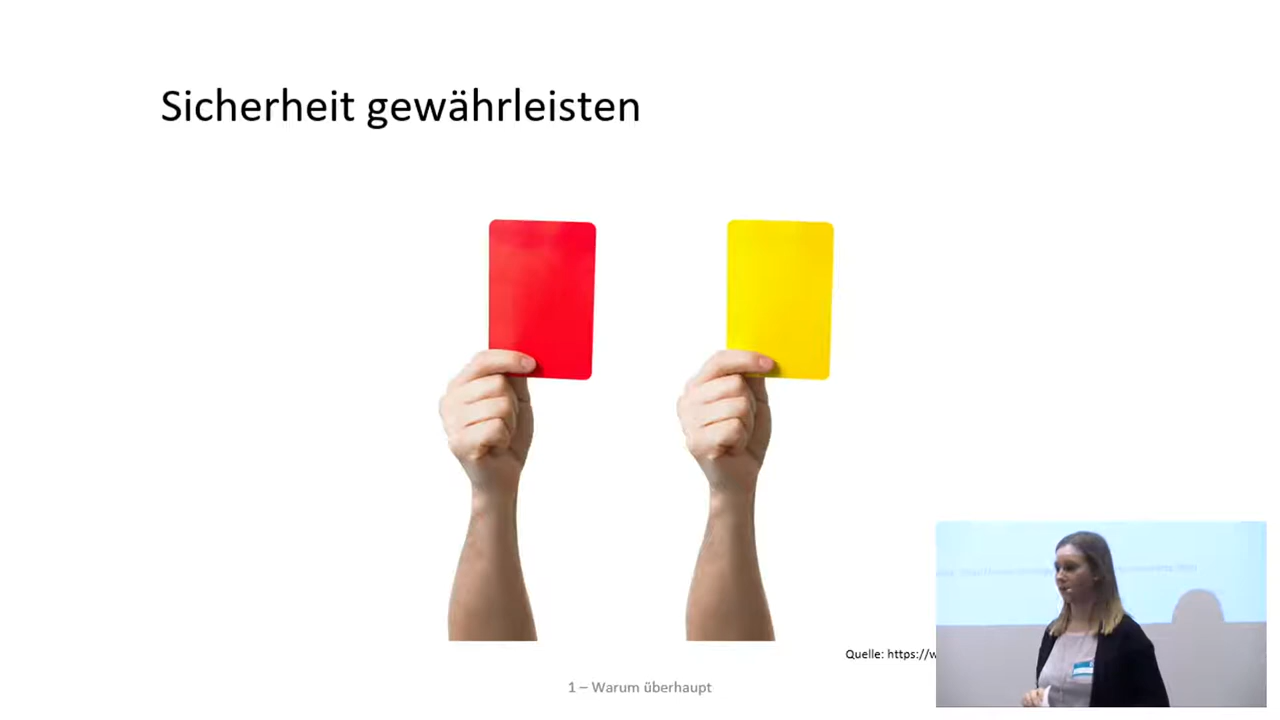 Sicherheit gewährleisten
Quelle: https://w
1 – Warum überhaupt